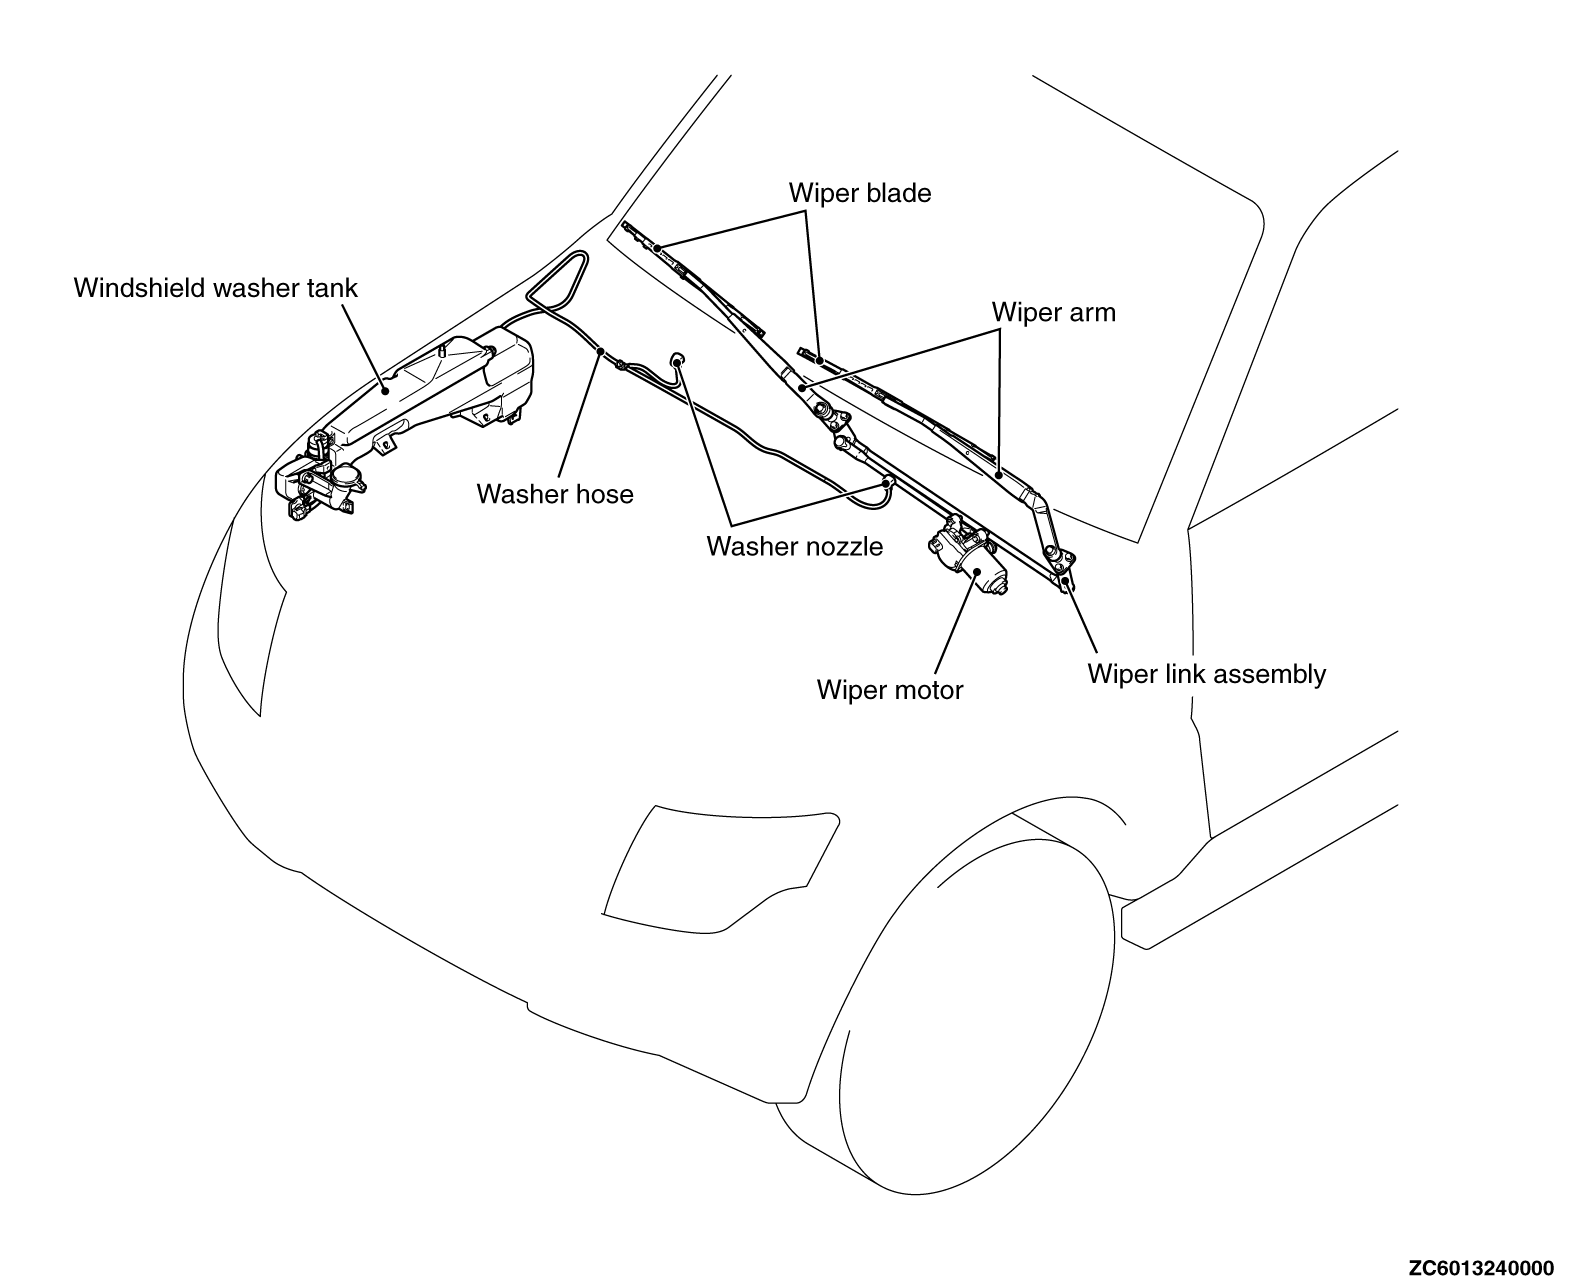 Wiper blade
Windshield washer tank
Wiper arm
Washer hose
Washer nozzle
Wiper link assembly
Wiper motor
ZC6013240000